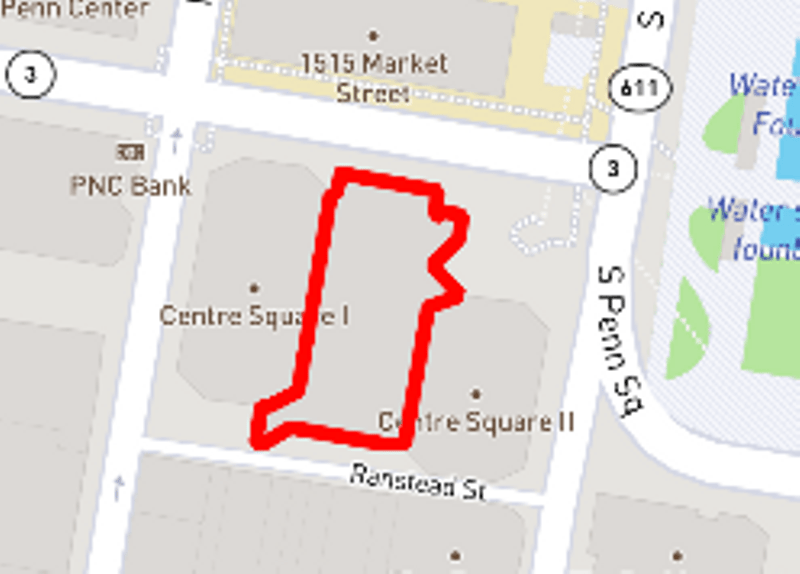 Penn Center
S
1515 Market
Street
3
611
Wate
Fou
3
PNC Bank
Water s
fount
Centre Square I
S Penn Sq
Centre Square II
Ranstead St